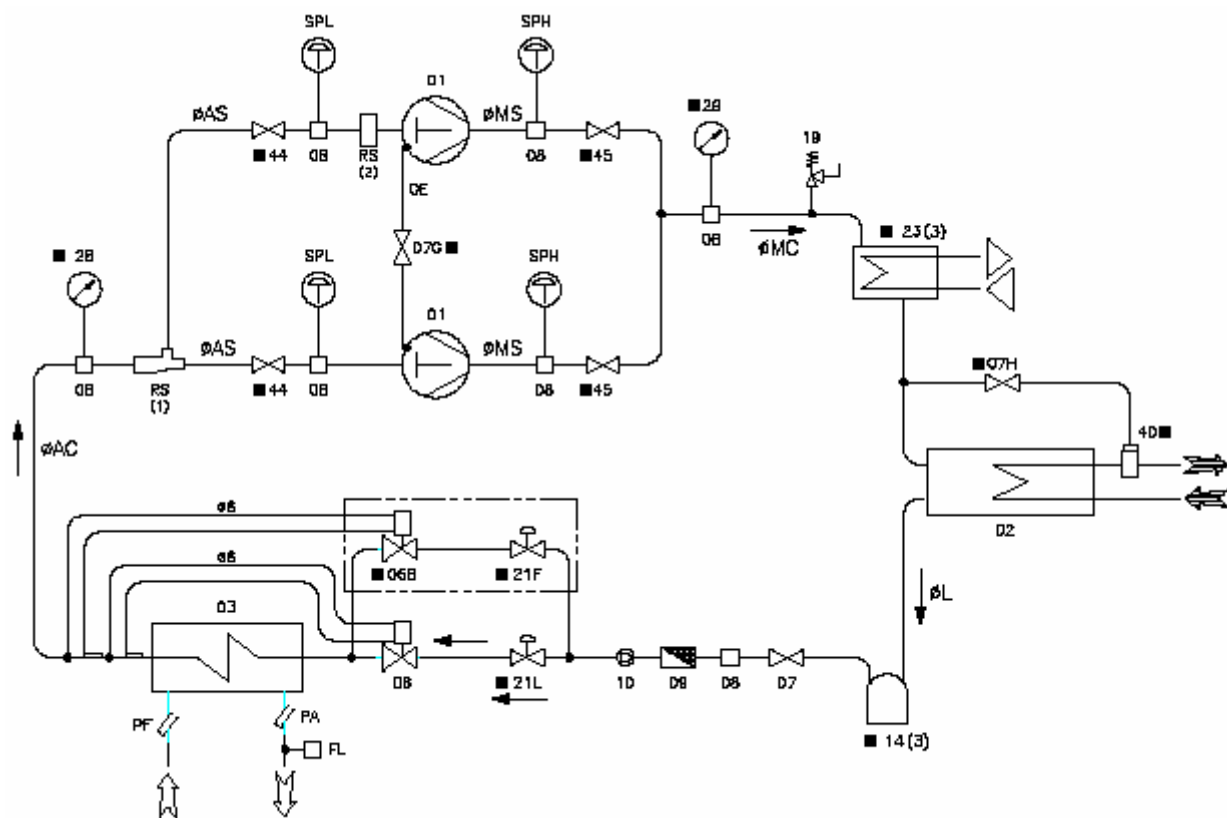 SPL SPH
01
øAS øMS ■28 19
■44 08 RS (2) 08 ■45
0E
08 øMC ■23(3)
■28 SPL 07G■ SPH
01
øAS øMS ■07H
08 RS (1) ■44 08 08 ■45
40■
øAC
ø6
02
■06B ■21F
ø6
03 øL
06 ■21L 10 09 08 07
PF PA
■14(3)
FL